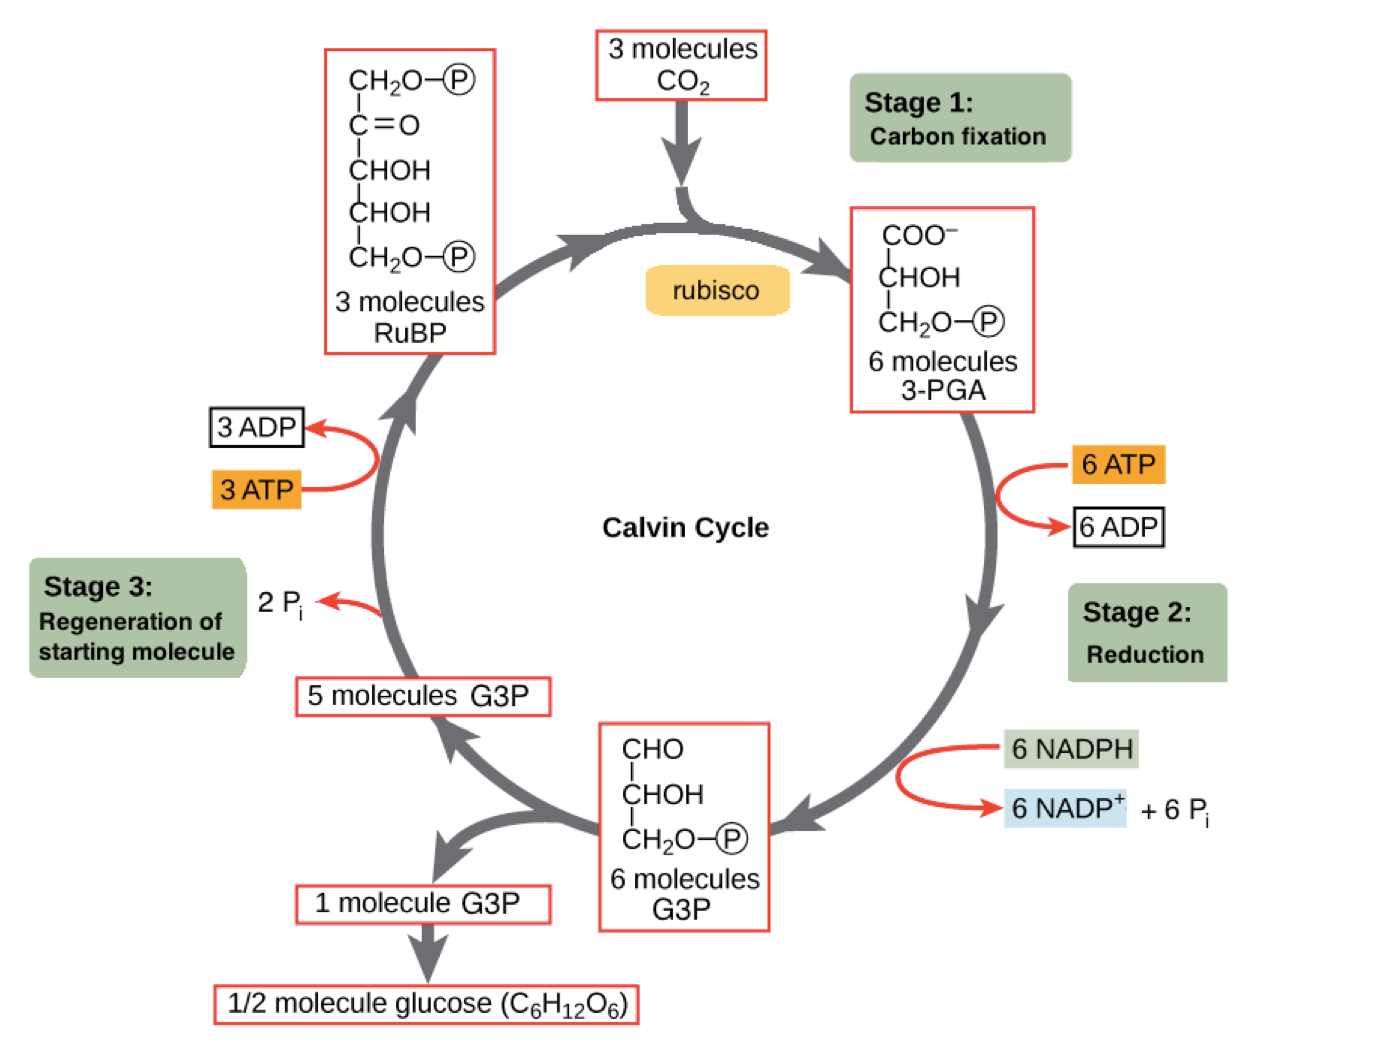 3 molecules
CO₂
Stage 1:
Carbon fixation
CH₂O–P
C=O
CHOH
CHOH
CH₂O–P
3 molecules
RuBP
rubisco
COO⁻
CHOH
CH₂O–P
6 molecules
3-PGA
3 ADP
3 ATP
6 ATP
6 ADP
Calvin Cycle
Stage 3:
Regeneration of
starting molecule
2 Pᵢ
Stage 2:
Reduction
5 molecules G3P
6 NADPH
6 NADP⁺ + 6 Pᵢ
CHO
CHOH
CH₂O–P
6 molecules
G3P
1 molecule G3P
1/2 molecule glucose (C₆H₁₂O₆)